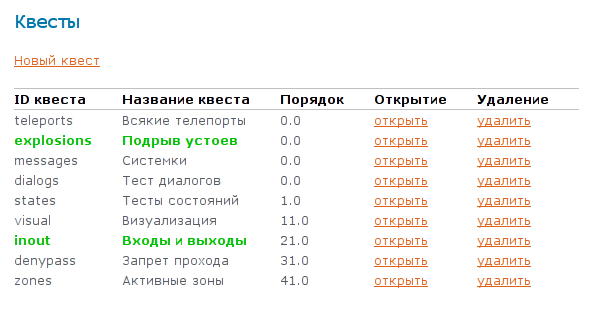 Квесты
Новый квест
ID квеста Название квеста Порядок Открытие Удаление
teleports Всякие телепорты 0.0 открыть удалить
explosions Подрыв устоев 0.0 открыть удалить
messages Системки 0.0 открыть удалить
dialogs Тест диалогов 0.0 открыть удалить
states Тесты состояний 1.0 открыть удалить
visual Визуализация 11.0 открыть удалить
inout Входы и выходы 21.0 открыть удалить
denypass Запрет прохода 31.0 открыть удалить
zones Активные зоны 41.0 открыть удалить